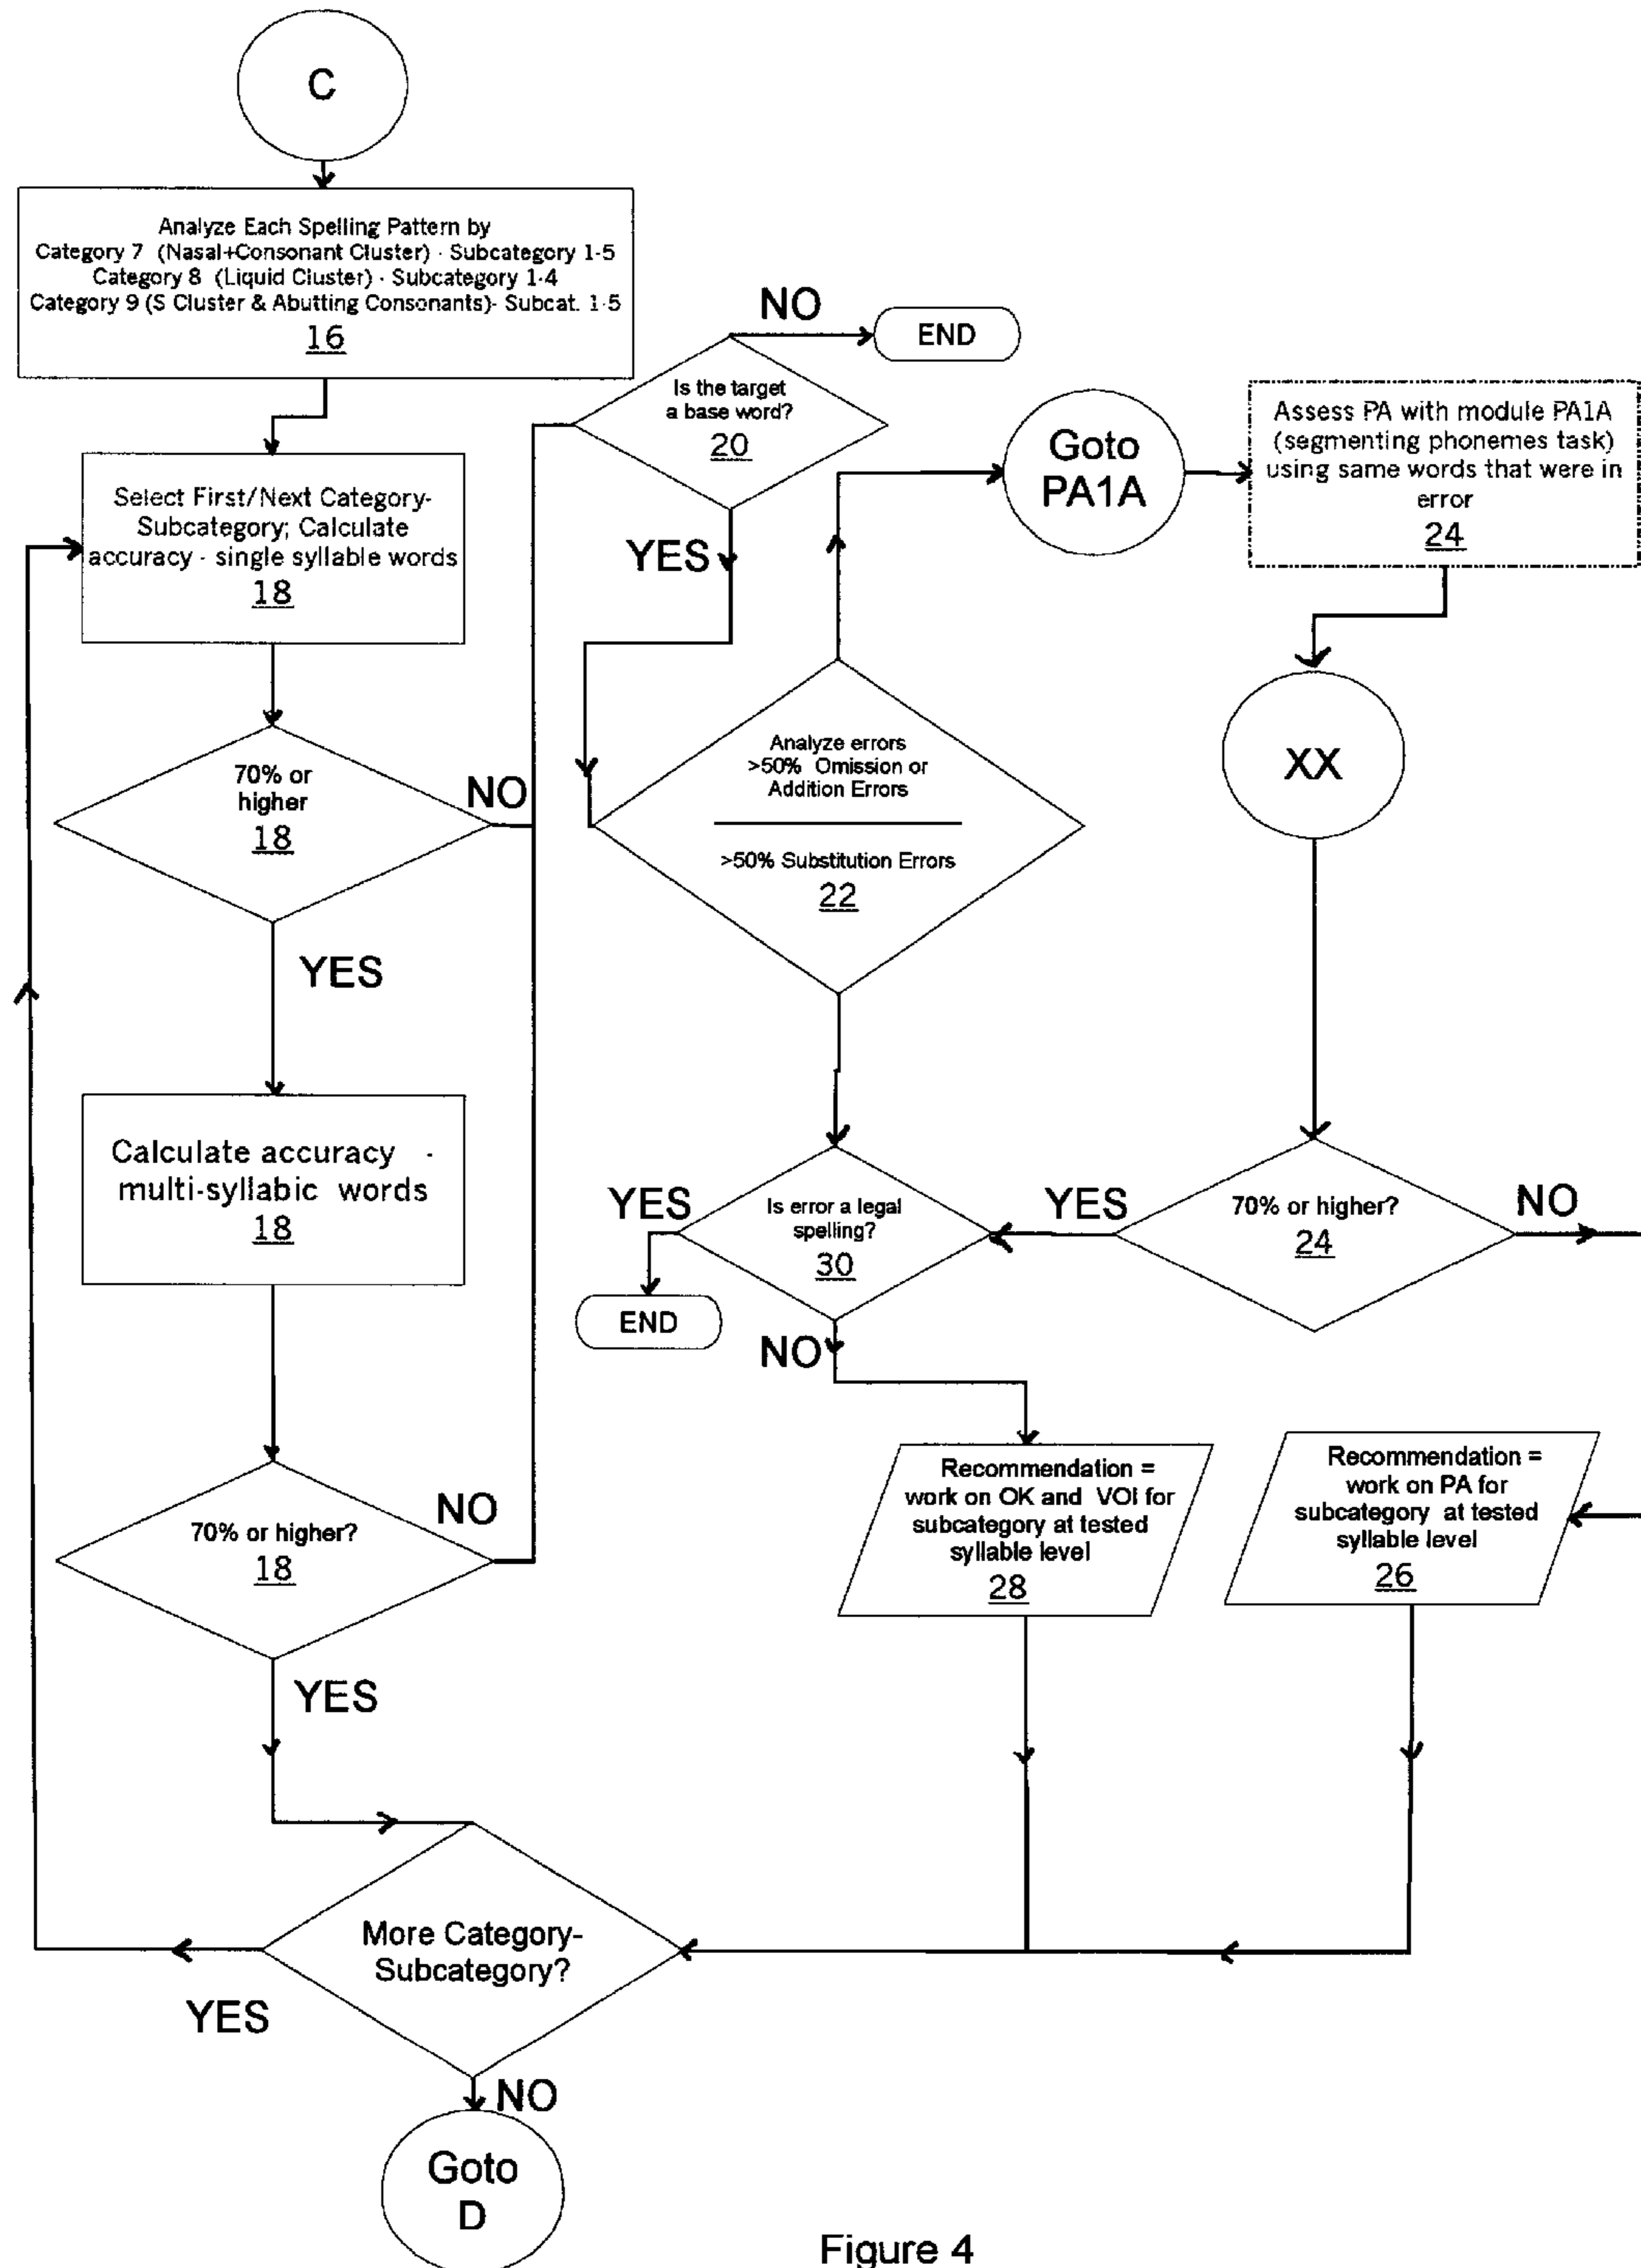 C
Analyze Each Spelling Pattern by
Category 7 (Nasal+Consonant Cluster) - Subcategory 1-5
Category 8 (Liquid Cluster) - Subcategory 1-4
Category 9 (S Cluster & Abutting Consonants)- Subcat. 1-5
16
Select First/Next Category-
Subcategory; Calculate
accuracy - single syllable words
18
70% or
higher
18
NO
YES
Calculate accuracy -
multi-syllabic words
18
70% or higher?
18
NO
YES
More Category-
Subcategory?
YES
NO
Goto
D
Is the target
a base word?
20
NO
END
YES
Analyze errors
>50% Omission or
Addition Errors
>50% Substitution Errors
22
Goto
PA1A
Assess PA with module PA1A
(segmenting phonemes task)
using same words that were in
error
24
XX
70% or higher?
24
YES
NO
Is error a legal
spelling?
30
YES
END
NO
Recommendation =
work on OK and VOI for
subcategory at tested
syllable level
28
Recommendation =
work on PA for
subcategory at tested
syllable level
26
Figure 4